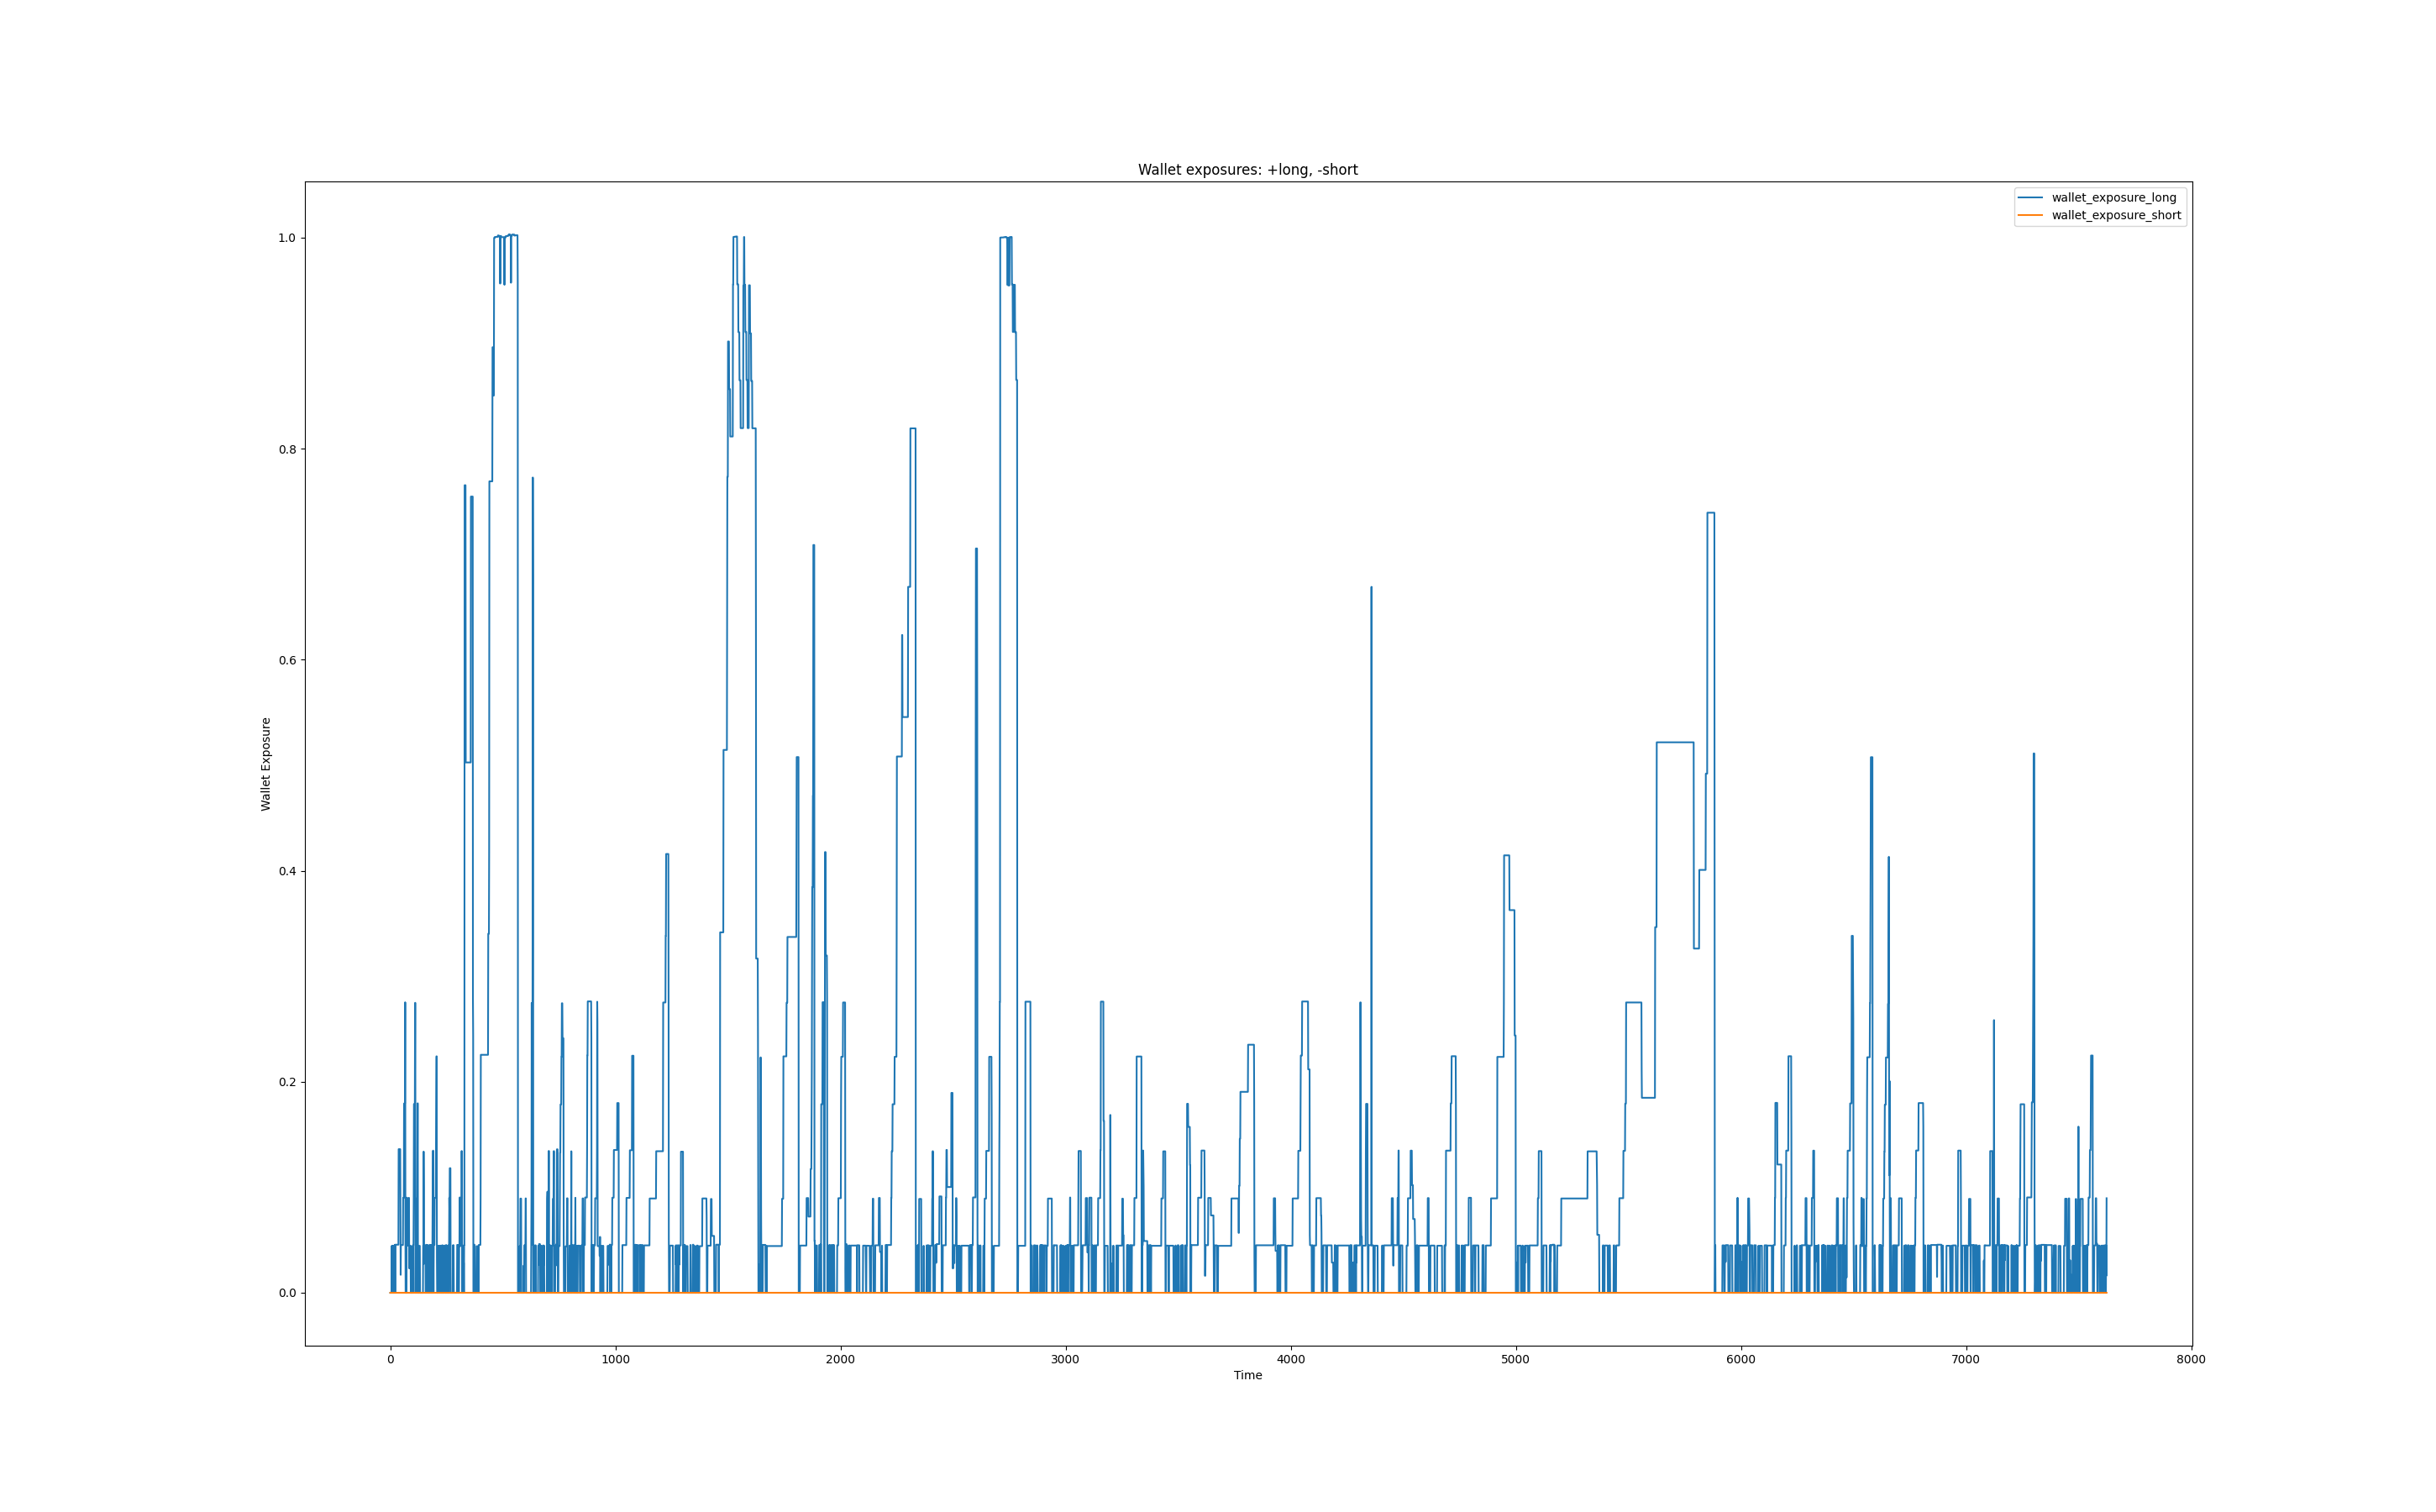 Wallet exposures: +long, -short
wallet_exposure_long
wallet_exposure_short
1.0
0.8
0.6
0.4
0.2
0.0
Wallet Exposure
0 1000 2000 3000 4000 5000 6000 7000 8000
Time